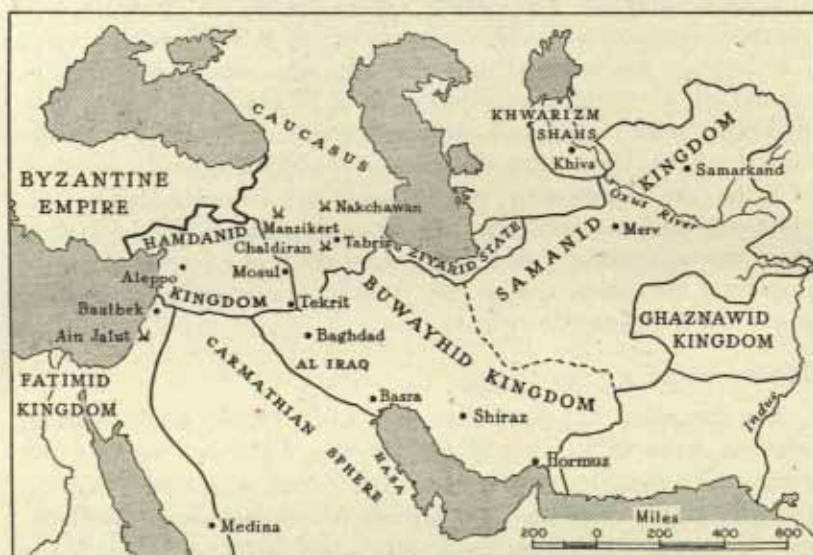 CAUCASUS
KHWARIZM
SHAHS
Khiva
SAMANID KINGDOM
Samarkand
Oxus River
Merv
BYZANTINE
EMPIRE
Nakchawan
Manzikert
Chaldiran
Tabriz
ZIYARID STATE
HAMDANID
KINGDOM
Aleppo
Mosul
Tekrit
Baalbek
Ain Jalut
BUWAYHID KINGDOM
Baghdad
AL IRAQ
GHAZNAWID
KINGDOM
FATIMID
KINGDOM
CARMATHIAN
SPHERE
Basra
Shiraz
HASA
Hormuz
Indus
Medina
Miles
200 0 200 400 600